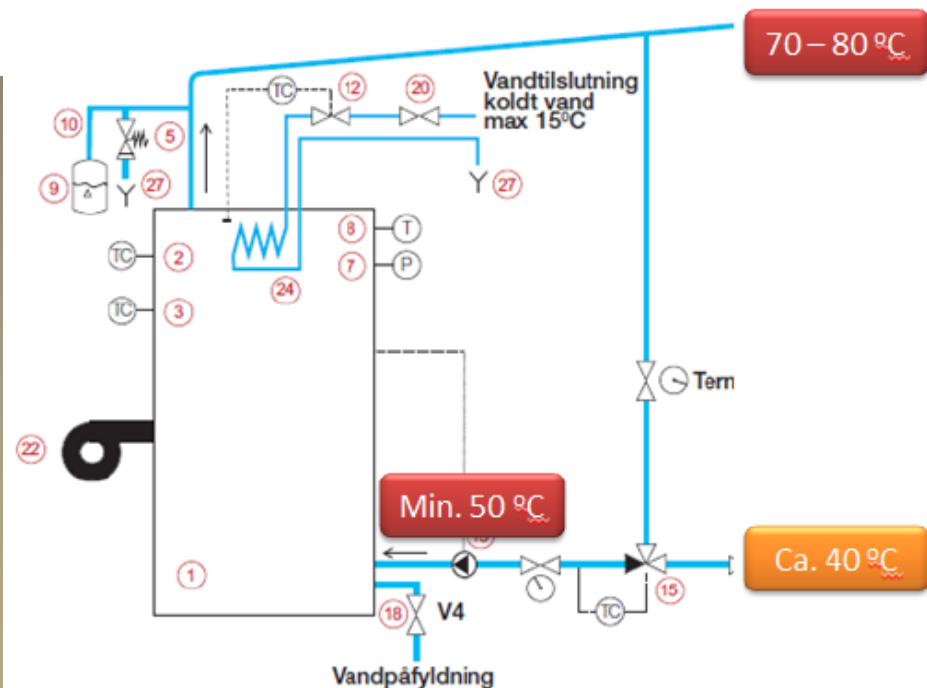 70 – 80 ºC
TC
12
20
Vandtilslutning
koldt vand
max 15ºC
10
5
9
27
27
8
T
TC
2
7
P
24
TC
3
Tern
22
Min. 50 ºC
Ca. 40 ºC
1
15
18
V4
TC
Vandpåfyldning